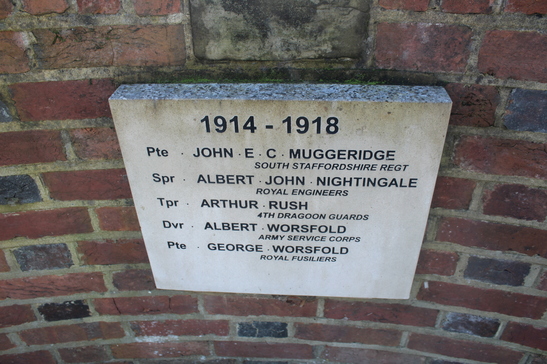 1914 - 1918
Pte · JOHN · E · C · MUGGERIDGE
SOUTH STAFFORDSHIRE REGT
Spr · ALBERT · JOHN · NIGHTINGALE
ROYAL ENGINEERS
Tpr · ARTHUR · RUSH
4TH DRAGOON GUARDS
Dvr · ALBERT · WORSFOLD
ARMY SERVICE CORPS
Pte · GEORGE · WORSFOLD
ROYAL FUSILIERS